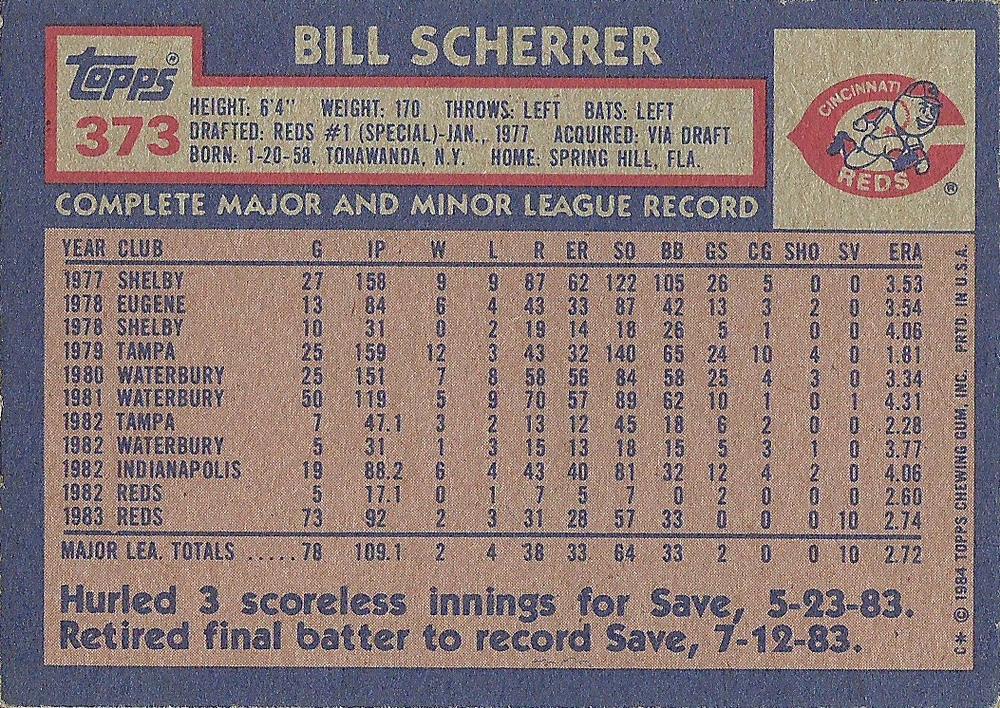 BILL SCHERRER
Topps®
373
HEIGHT: 6'4" WEIGHT: 170 THROWS: LEFT BATS: LEFT
DRAFTED: REDS #1 (SPECIAL)-JAN., 1977 ACQUIRED: VIA DRAFT
BORN: 1-20-58, TONAWANDA, N.Y. HOME: SPRING HILL, FLA.
CINCINNATI
REDS
®
COMPLETE MAJOR AND MINOR LEAGUE RECORD
YEAR CLUB G IP W L R ER SO BB GS CG SHO SV ERA
1977 SHELBY 27 158 9 9 87 62 122 105 26 5 0 0 3.53
1978 EUGENE 13 84 6 4 43 33 87 42 13 3 2 0 3.54
1978 SHELBY 10 31 0 2 19 14 18 26 5 1 0 0 4.06
1979 TAMPA 25 159 12 3 43 32 140 65 24 10 4 0 1.81
1980 WATERBURY 25 151 7 8 58 56 84 58 25 4 3 0 3.34
1981 WATERBURY 50 119 5 9 70 57 89 62 10 1 0 1 4.31
1982 TAMPA 7 47.1 3 2 13 12 45 18 6 2 0 0 2.28
1982 WATERBURY 5 31 1 3 15 13 18 15 5 3 1 0 3.77
1982 INDIANAPOLIS 19 88.2 6 4 43 40 81 32 12 4 2 0 4.06
1982 REDS 5 17.1 0 1 7 5 7 0 2 0 0 0 2.60
1983 REDS 73 92 2 3 31 28 57 33 0 0 0 10 2.74
MAJOR LEA. TOTALS .....78 109.1 2 4 38 33 64 33 2 0 0 10 2.72
Hurled 3 scoreless innings for Save, 5-23-83.
Retired final batter to record Save, 7-12-83.
C* © 1984 TOPPS CHEWING GUM, INC. PRTD. IN U.S.A.